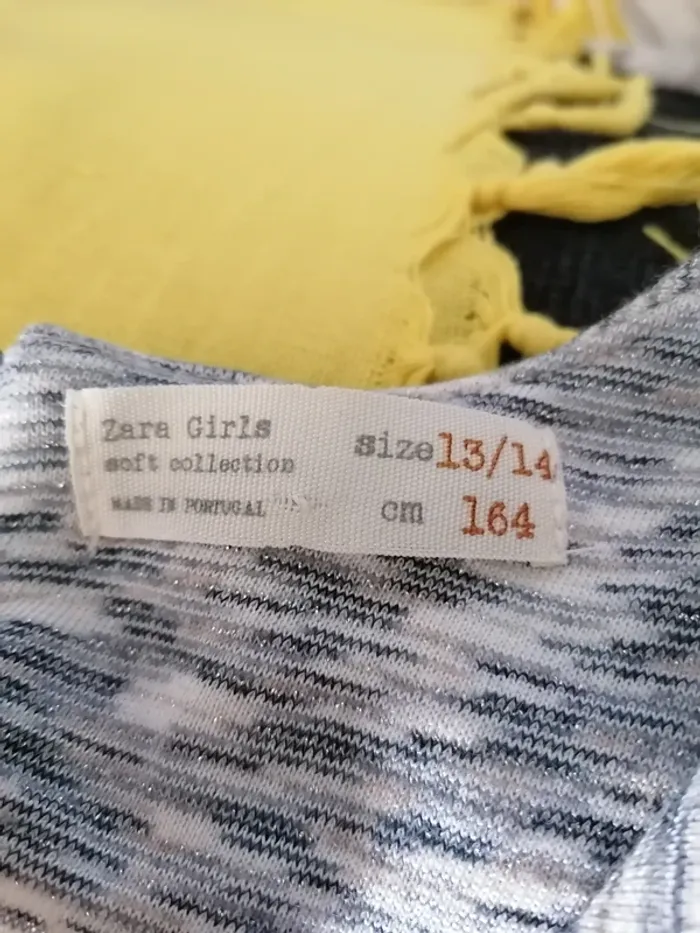 Zara Girls
soft collection
MADE IN PORTUGAL
size 13/14
cm 164